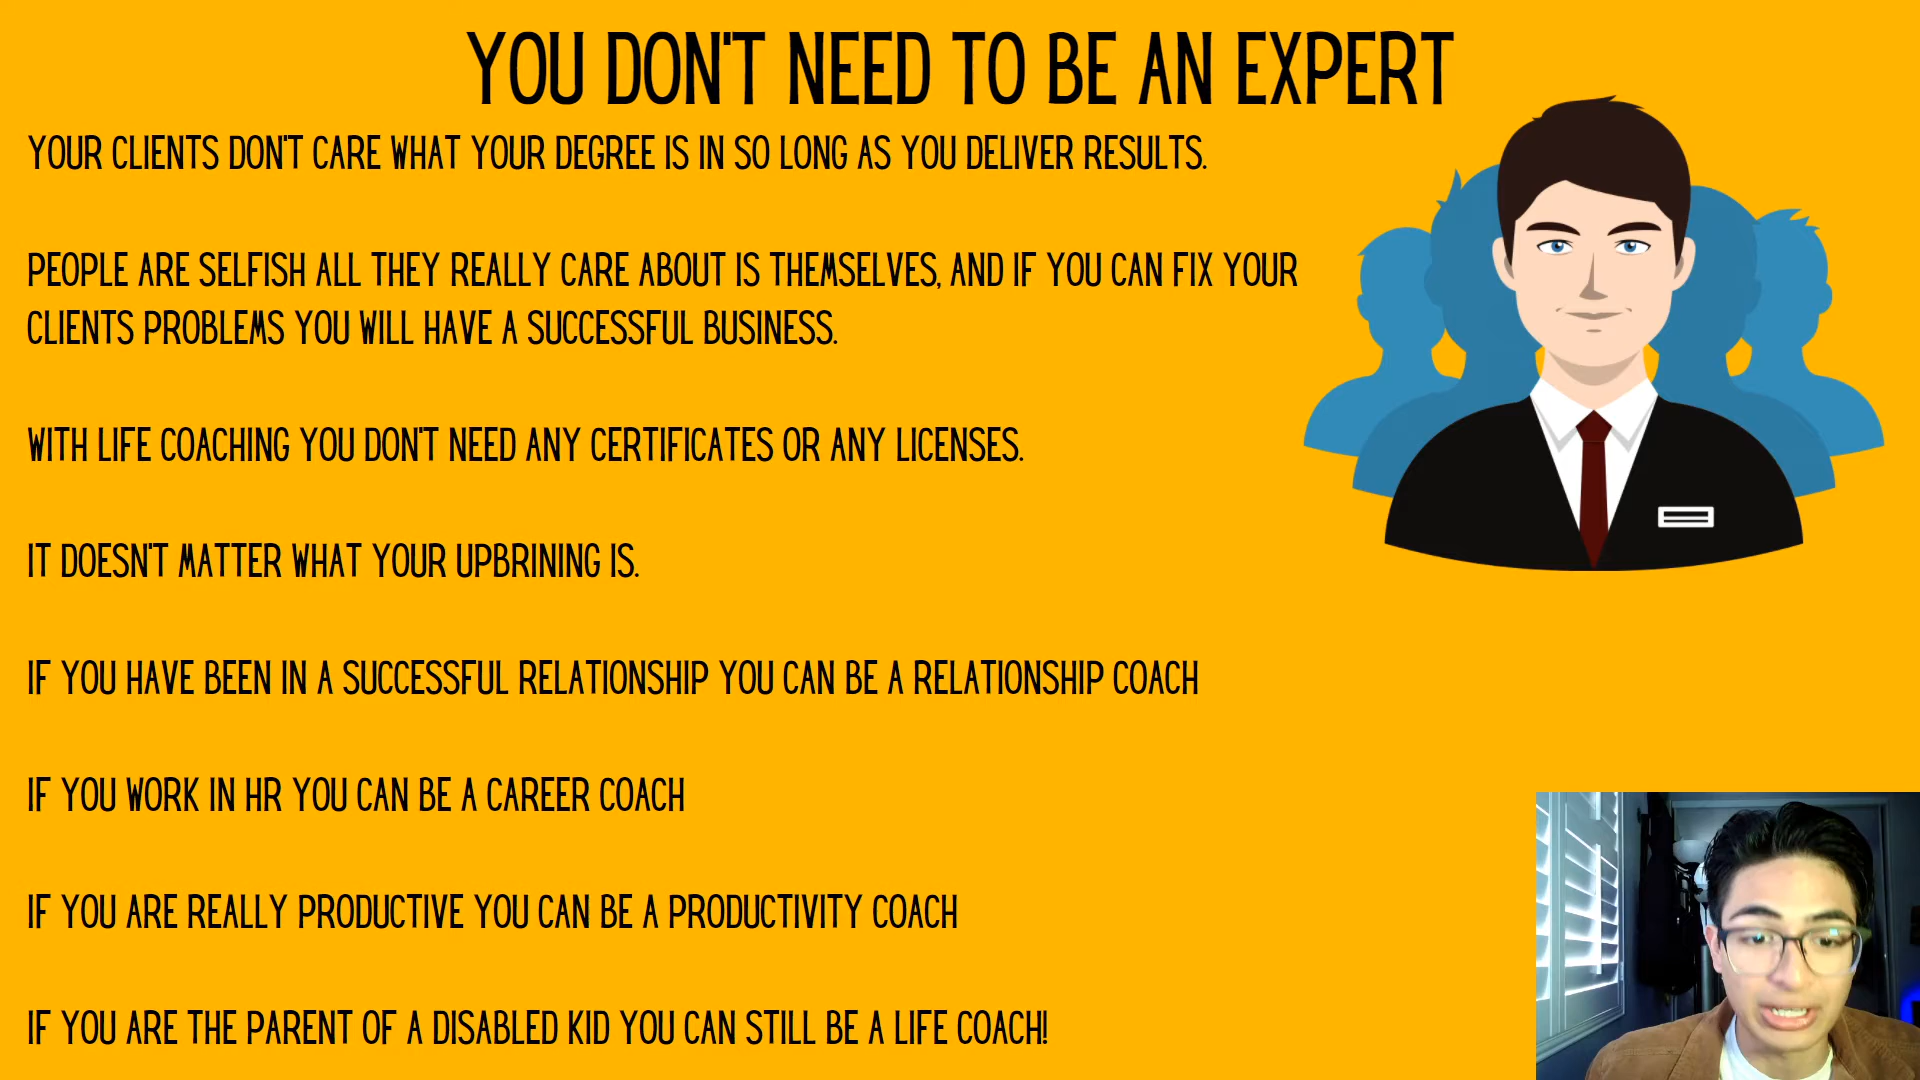 YOU DON'T NEED TO BE AN EXPERT
YOUR CLIENTS DON'T CARE WHAT YOUR DEGREE IS IN SO LONG AS YOU DELIVER RESULTS.
PEOPLE ARE SELFISH ALL THEY REALLY CARE ABOUT IS THEMSELVES, AND IF YOU CAN FIX YOUR
CLIENTS PROBLEMS YOU WILL HAVE A SUCCESSFUL BUSINESS.
WITH LIFE COACHING YOU DON'T NEED ANY CERTIFICATES OR ANY LICENSES.
IT DOESN'T MATTER WHAT YOUR UPBRINING IS.
IF YOU HAVE BEEN IN A SUCCESSFUL RELATIONSHIP YOU CAN BE A RELATIONSHIP COACH
IF YOU WORK IN HR YOU CAN BE A CAREER COACH
IF YOU ARE REALLY PRODUCTIVE YOU CAN BE A PRODUCTIVITY COACH
IF YOU ARE THE PARENT OF A DISABLED KID YOU CAN STILL BE A LIFE COACH!